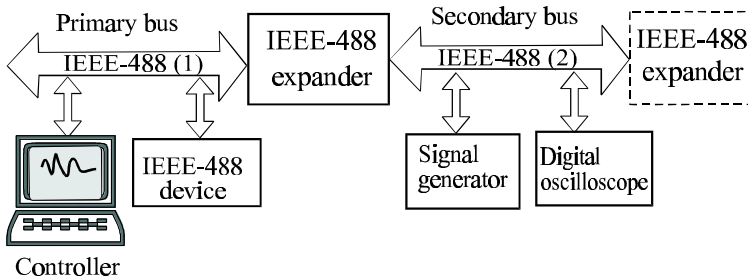 Primary bus
IEEE-488 (1)
IEEE-488
expander
Secondary bus
IEEE-488 (2)
IEEE-488
expander
IEEE-488
device
Signal
generator
Digital
oscilloscope
Controller